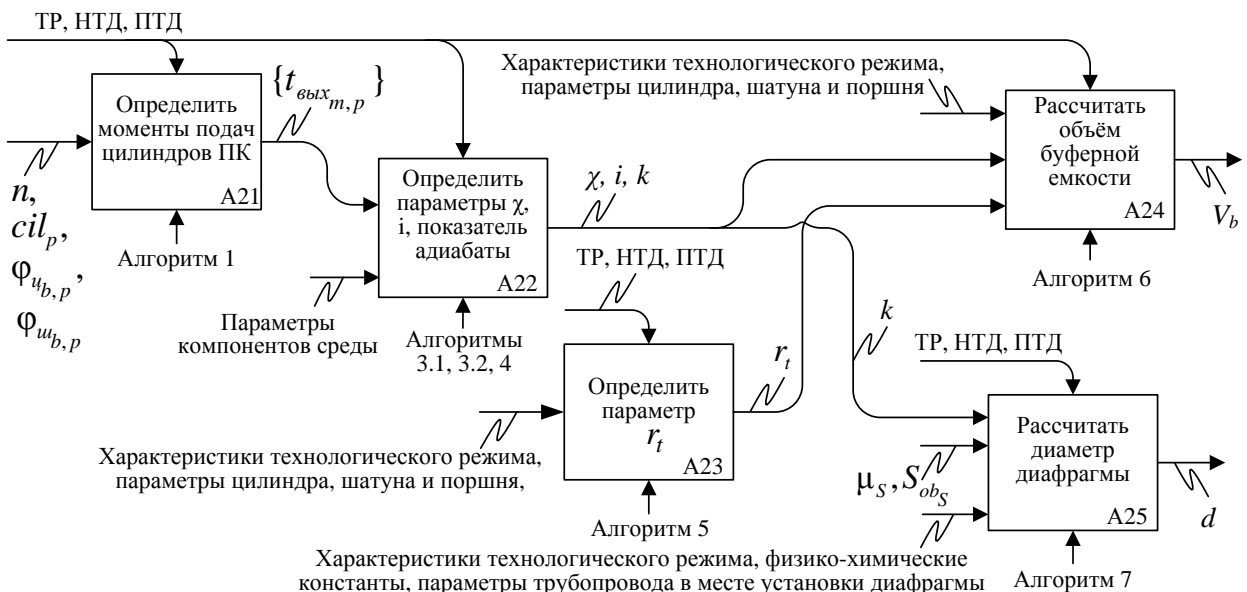 ТР, НТД, ПТД
Определить
моменты подач
цилиндров ПК
А21
{t_{вых_{m,p}}}
n,
cil_p,
φ_{ц_{b,p}},
φ_{ш_{b,p}}
Алгоритм 1
Определить
параметры χ,
i, показатель
адиабаты
А22
χ, i, k
Параметры
компонентов среды
Алгоритмы
3.1, 3.2, 4
ТР, НТД, ПТД
Определить
параметр
r_t
А23
r_t
Характеристики технологического режима,
параметры цилиндра, шатуна и поршня,
Алгоритм 5
Характеристики технологического режима,
параметры цилиндра, шатуна и поршня
Рассчитать
объём
буферной
емкости
А24
V_b
Алгоритм 6
k
ТР, НТД, ПТД
Рассчитать
диаметр
диафрагмы
А25
μ_S, S_{ob_S}
d
Характеристики технологического режима, физико-химические
константы, параметры трубопровода в месте установки диафрагмы
Алгоритм 7